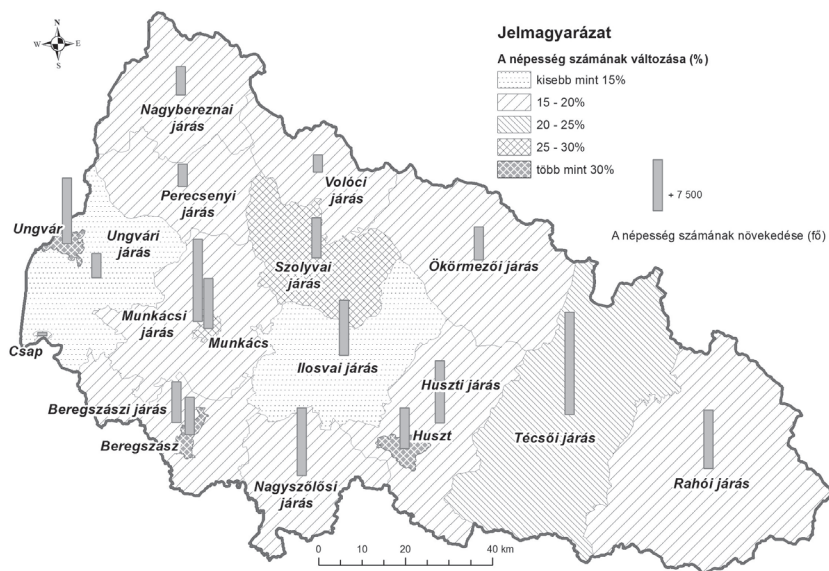 N
W E
S
Jelmagyarázat
A népesség számának változása (%)
kisebb mint 15%
15 - 20%
20 - 25%
25 - 30%
több mint 30%
+ 7 500
A népesség számának növekedése (fő)
Nagybereznai
járás
Perecsenyi
járás
Volóci
járás
Ungvár
Ungvári
járás
Szolyvai
járás
Ökörmezői járás
Munkácsi
járás
Munkács
Csap
Ilosvai járás
Huszti járás
Beregszászi járás
Beregszász
Huszt
Técsői járás
Nagyszőlősi
járás
Rahói járás
0 20 40 km